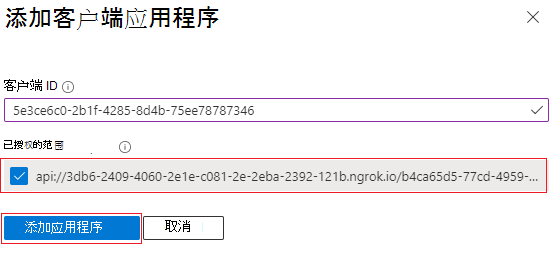 添加客户端应用程序
客户端 ID
5e3ce6c0-2b1f-4285-8d4b-75ee78787346
已授权的范围
api://3db6-2409-4060-2e1e-c081-2e-2eba-2392-121b.ngrok.io/b4ca65d5-77cd-4959-...
添加应用程序 取消